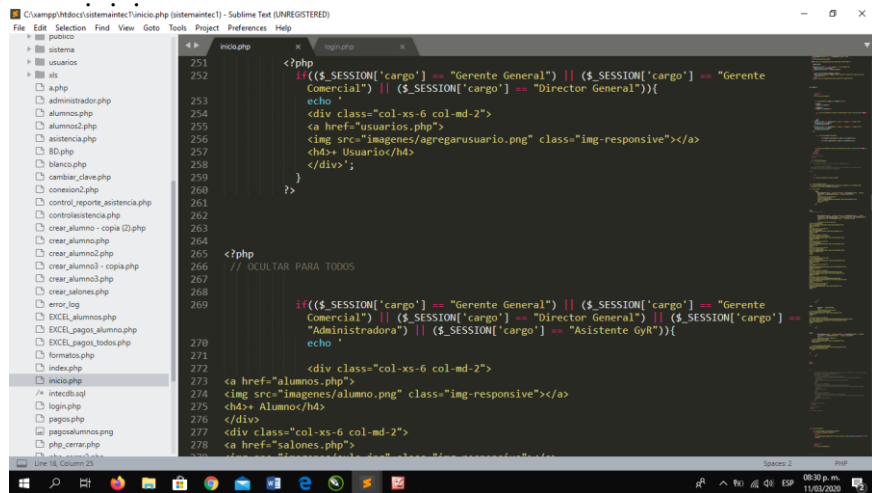 C:\xampp\htdocs\sistemaintec1\inicio.php (sistemaintec1) - Sublime Text (UNREGISTERED)
File Edit Selection Find View Goto Tools Project Preferences Help
publico
sistema
usuarios
xls
a.php
administrador.php
alumnos.php
alumnos2.php
asistencia.php
BD.php
blanco.php
cambiar_clave.php
conexion2.php
control_reporte_asistencia.php
controlasistencia.php
crear_alumno - copia (2).php
crear_alumno.php
crear_alumno2.php
crear_alumno3 - copia.php
crear_alumno3.php
crear_salones.php
error_log
EXCEL_alumnos.php
EXCEL_pagos_alumno.php
EXCEL_pagos_todos.php
formatos.php
index.php
inicio.php
intecdb.sql
login.php
pagos.php
pagosalumnos.png
php_cerrar.php
inicio.php login.php
251 <?php
252 if(($_SESSION['cargo'] == "Gerente General") || ($_SESSION['cargo'] == "Gerente
Comercial") || ($_SESSION['cargo'] == "Director General")){
253 echo '
254 <div class="col-xs-6 col-md-2">
255 <a href="usuarios.php">
256 <img src="imagenes/agregarusuario.png" class="img-responsive"></a>
257 <h4>+ Usuario</h4>
258 </div>';
259 }
260 ?>
261
262
263
264
265 <?php
266 // OCULTAR PARA TODOS
267
268
269 if(($_SESSION['cargo'] == "Gerente General") || ($_SESSION['cargo'] == "Gerente
Comercial") || ($_SESSION['cargo'] == "Director General") || ($_SESSION['cargo'] ==
"Administradora") || ($_SESSION['cargo'] == "Asistente GyR")){
270 echo '
271
272 <div class="col-xs-6 col-md-2">
273 <a href="alumnos.php">
274 <img src="imagenes/alumno.png" class="img-responsive"></a>
275 <h4>+ Alumno</h4>
276 </div>
277 <div class="col-xs-6 col-md-2">
278 <a href="salones.php">
Line 18, Column 25 Spaces: 2 PHP
ESP 08:30 p. m.
11/03/2020